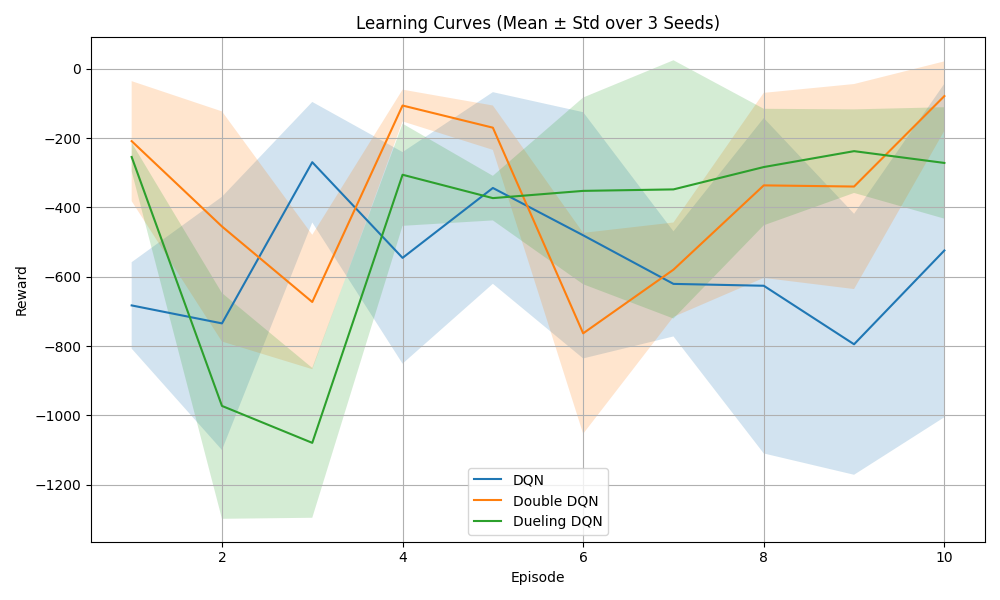 Learning Curves (Mean ± Std over 3 Seeds)
0
−200
−400
−600
−800
−1000
−1200
Reward
DQN
Double DQN
Dueling DQN
2
4
6
8
10
Episode